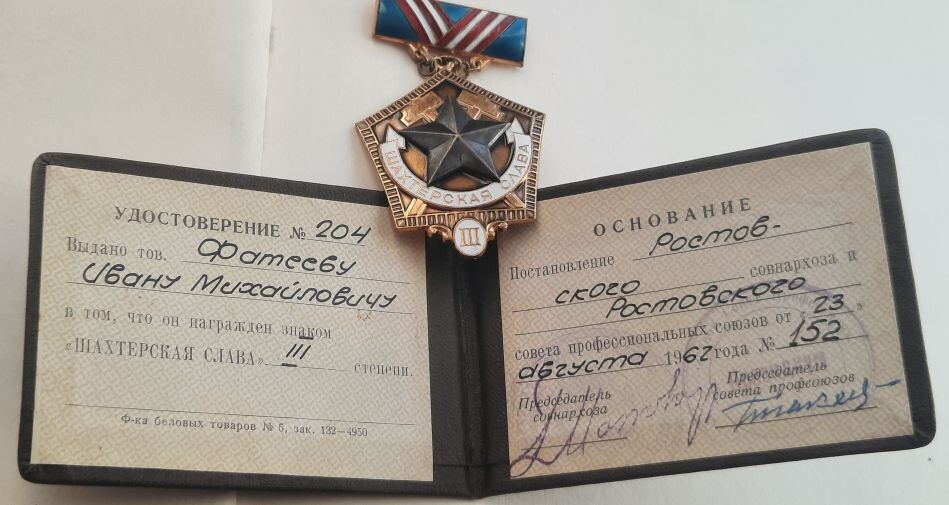 ШАХТЕРСКАЯ СЛАВА
III
УДОСТОВЕРЕНИЕ № 204
Выдано тов. Фатееву
Ивану Михайловичу
в том, что он награжден знаком
«ШАХТЕРСКАЯ СЛАВА» III степени.
Ф-ка беловых товаров № 5, зак. 132—4950
ОСНОВАНИЕ
Постановление Ростов-
ского совнархоза и
Ростовского
совета профессиональных союзов от «23»
августа 1962 года № 152
Председатель
совнархоза
Председатель
совета профсоюзов